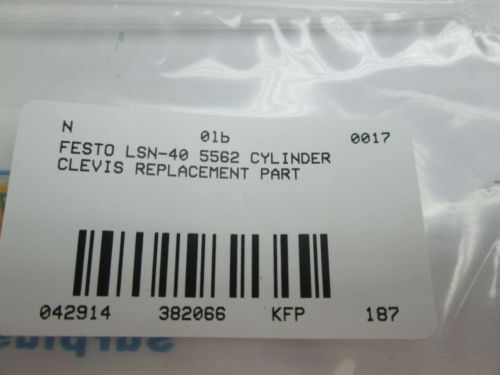 N 01b 0017
FESTO LSN-40 5562 CYLINDER
CLEVIS REPLACEMENT PART
042914 382066 KFP 187